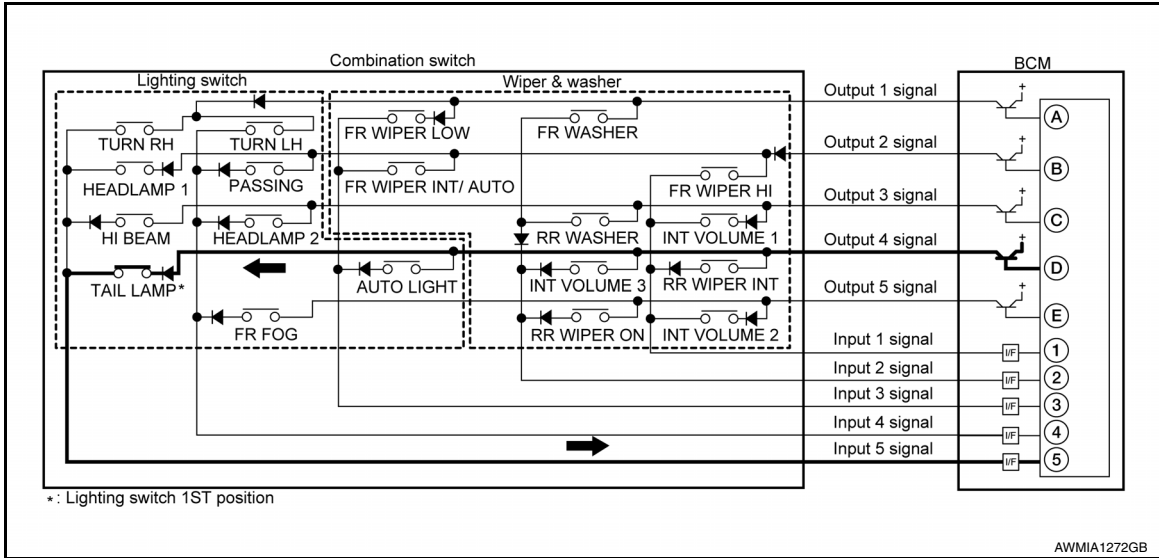 Combination switch
BCM
Lighting switch
Wiper & washer
Output 1 signal
+
A
TURN RH
TURN LH
FR WIPER LOW
FR WASHER
Output 2 signal
+
B
HEADLAMP 1
PASSING
FR WIPER INT/ AUTO
FR WIPER HI
Output 3 signal
+
C
HI BEAM
HEADLAMP 2
RR WASHER
INT VOLUME 1
Output 4 signal
+
D
TAIL LAMP*
AUTO LIGHT
INT VOLUME 3
RR WIPER INT
Output 5 signal
+
E
FR FOG
RR WIPER ON
INT VOLUME 2
Input 1 signal
I/F
1
Input 2 signal
I/F
2
Input 3 signal
I/F
3
Input 4 signal
I/F
4
Input 5 signal
I/F
5
*: Lighting switch 1ST position
AWMIA1272GB